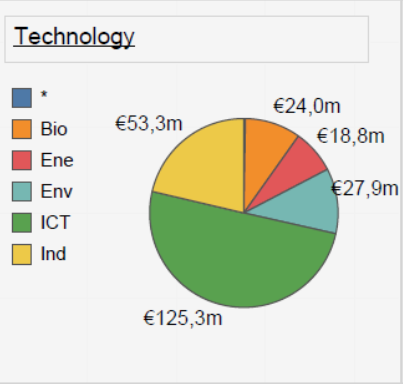 Technology
*
Bio
Ene
Env
ICT
Ind
€53,3m
€24,0m
€18,8m
€27,9m
€125,3m